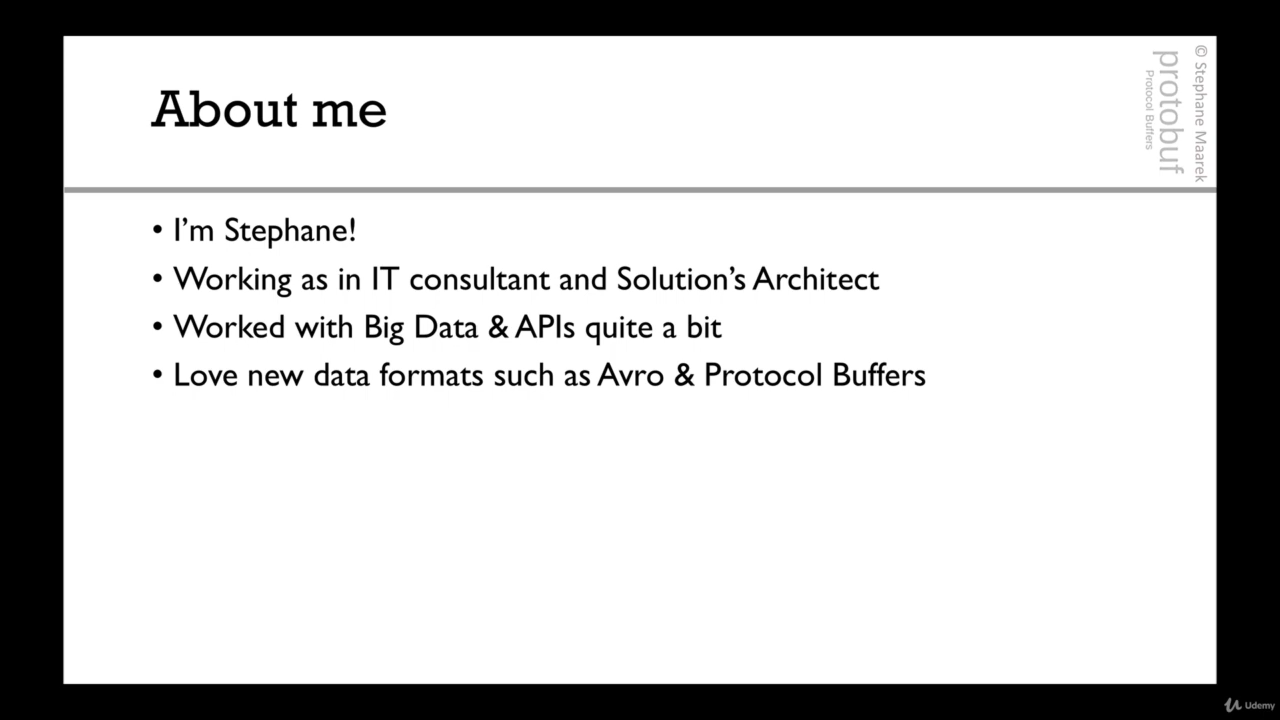 About me
© Stephane Maarek
protobuf
Protocol Buffers
• I'm Stephane!
• Working as in IT consultant and Solution's Architect
• Worked with Big Data & APIs quite a bit
• Love new data formats such as Avro & Protocol Buffers
Udemy